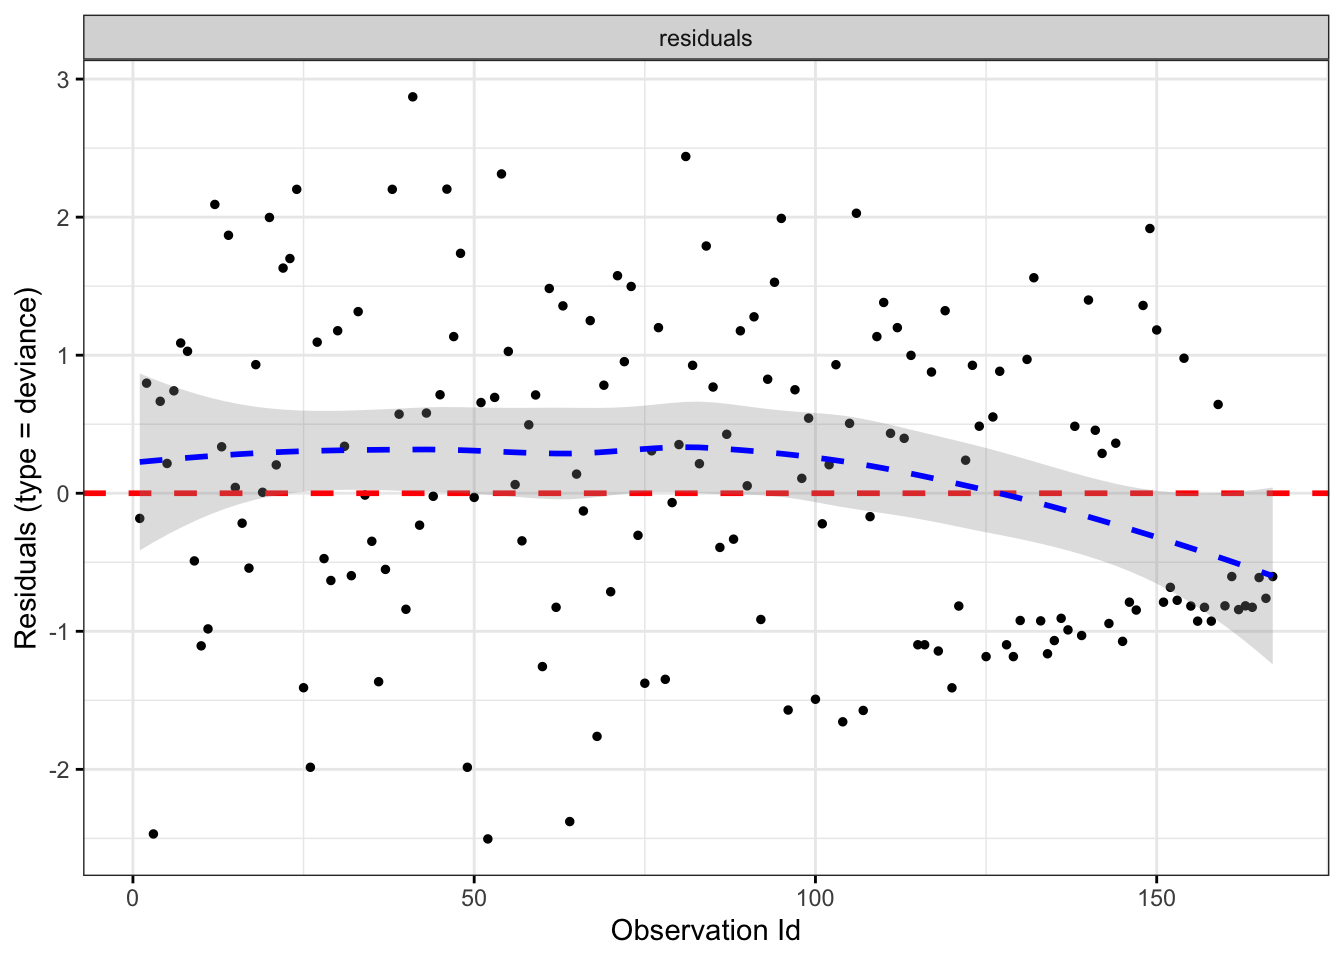 residuals
3
2
1
0
-1
-2
Residuals (type = deviance)
0 50 100 150
Observation Id